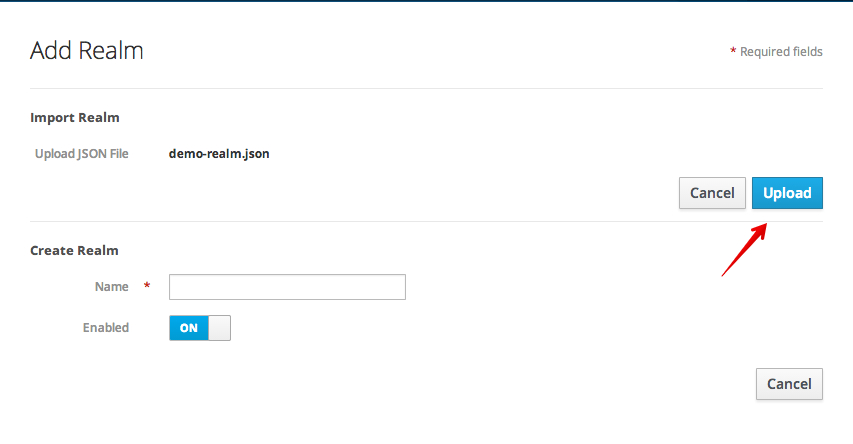 Add Realm
* Required fields
Import Realm
Upload JSON File demo-realm.json
Cancel Upload
Create Realm
Name *
Enabled ON
Cancel